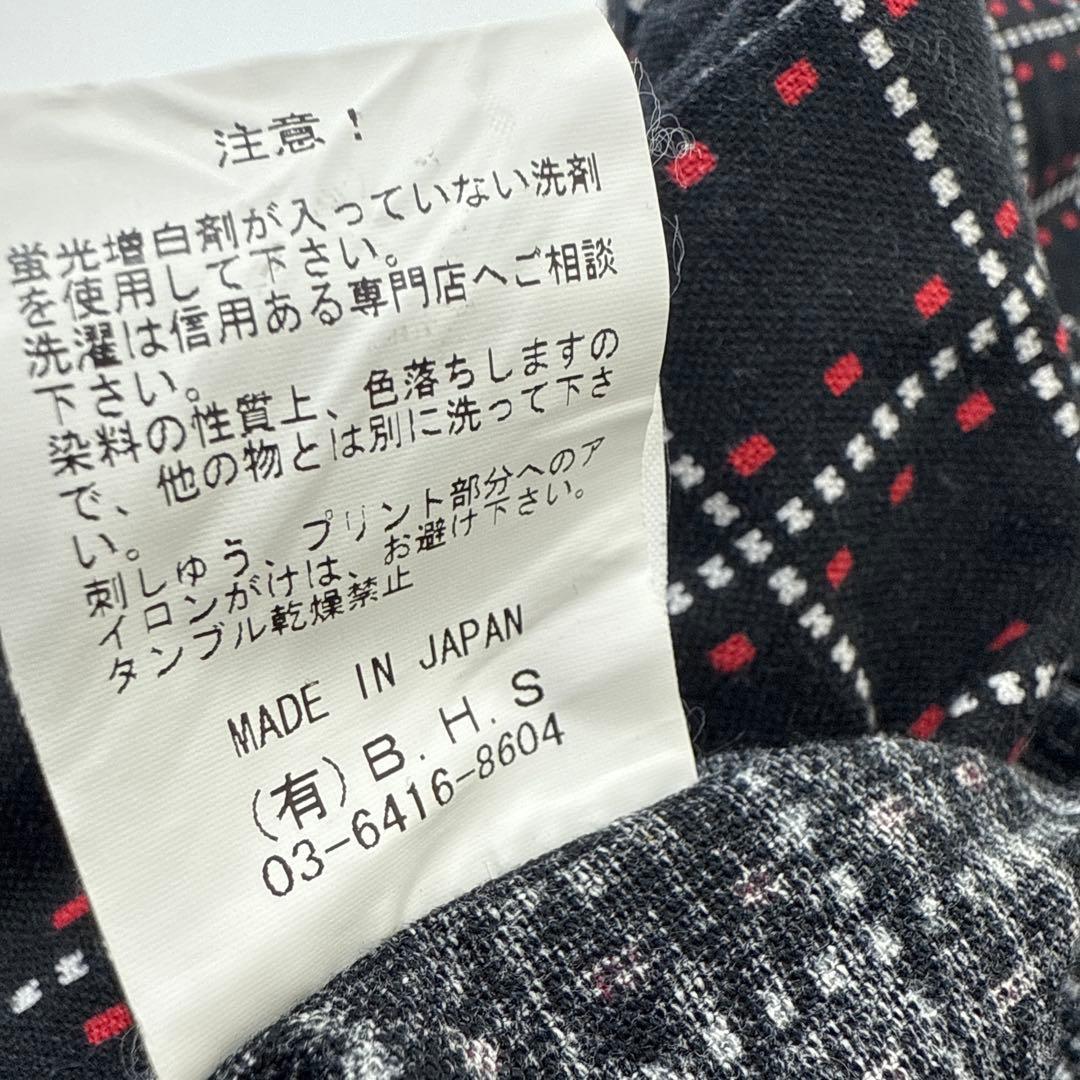 注意!
蛍光増白剤が入っていない洗剤
を使用して下さい。
洗濯は信用ある専門店へご相談
下さい。
染料の性質上、色落ちしますの
で、他の物とは別に洗って下さ
い。
刺しゅう、プリント部分へのア
イロンがけは、お避け下さい。
タンブル乾燥禁止
MADE IN JAPAN
(有)B.H.S
03-6416-8604